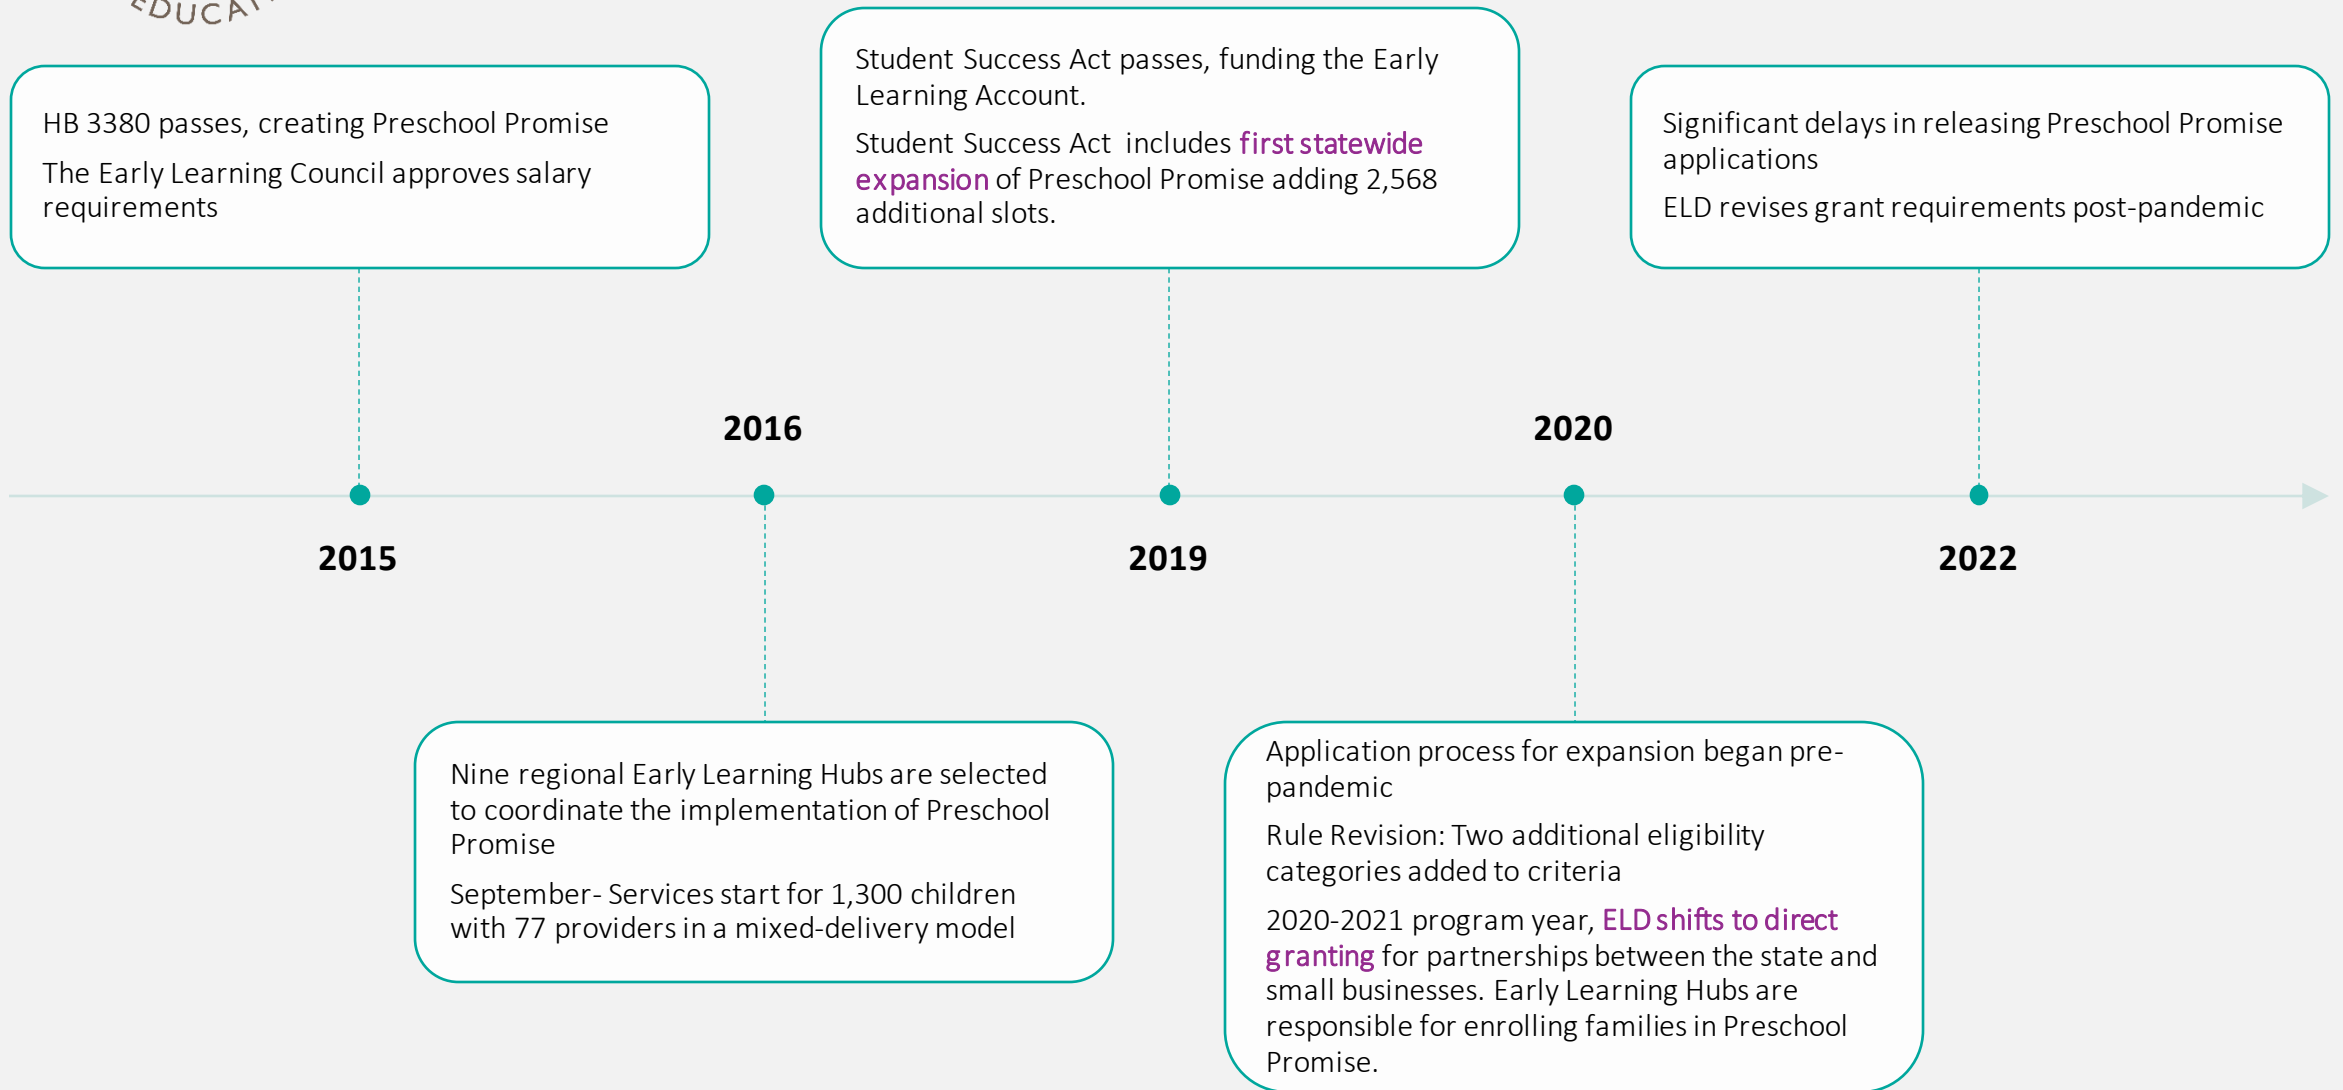 HB 3380 passes, creating Preschool Promise
The Early Learning Council approves salary
requirements
Student Success Act passes, funding the Early
Learning Account.
Student Success Act includes first statewide
expansion of Preschool Promise adding 2,568
additional slots.
Significant delays in releasing Preschool Promise
applications
ELD revises grant requirements post-pandemic
2016
2020
2015
2019
2022
Nine regional Early Learning Hubs are selected
to coordinate the implementation of Preschool
Promise
September- Services start for 1,300 children
with 77 providers in a mixed-delivery model
Application process for expansion began pre-
pandemic
Rule Revision: Two additional eligibility
categories added to criteria
2020-2021 program year, ELD shifts to direct
granting for partnerships between the state and
small businesses. Early Learning Hubs are
responsible for enrolling families in Preschool
Promise.